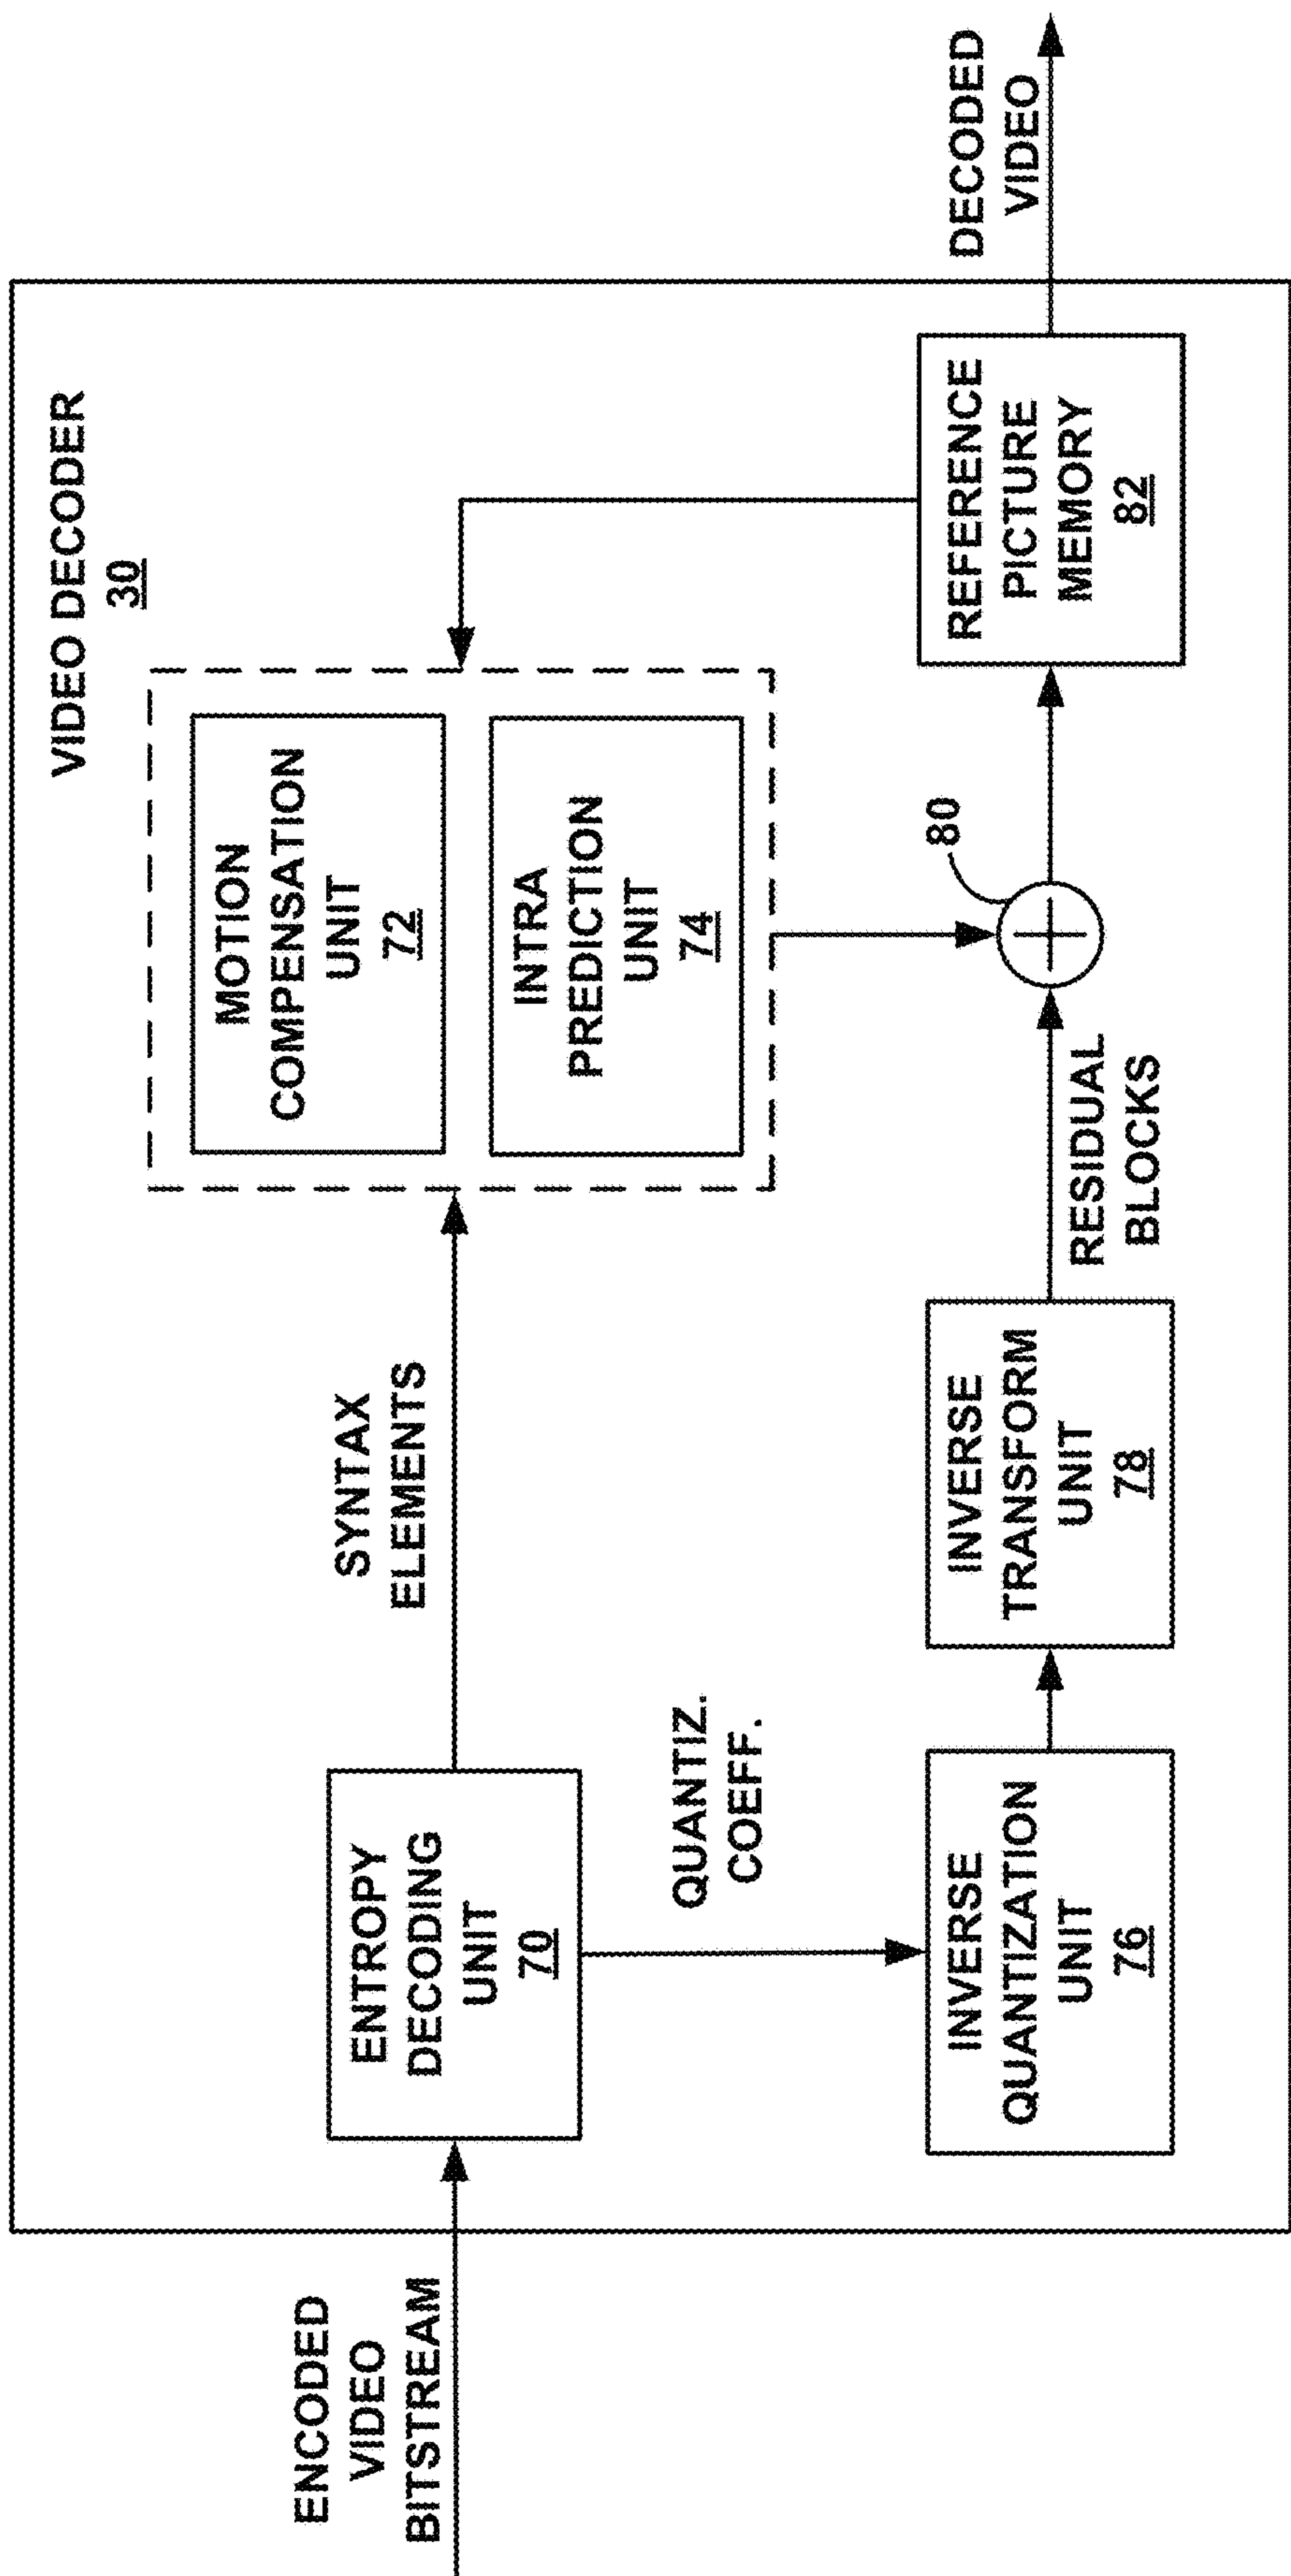 VIDEO DECODER
30
ENCODED
VIDEO
BITSTREAM
ENTROPY
DECODING
UNIT
70
SYNTAX
ELEMENTS
MOTION
COMPENSATION
UNIT
72
INTRA
PREDICTION
UNIT
74
QUANTIZ.
COEFF.
INVERSE
QUANTIZATION
UNIT
76
INVERSE
TRANSFORM
UNIT
78
RESIDUAL
BLOCKS
80
REFERENCE
PICTURE
MEMORY
82
DECODED
VIDEO